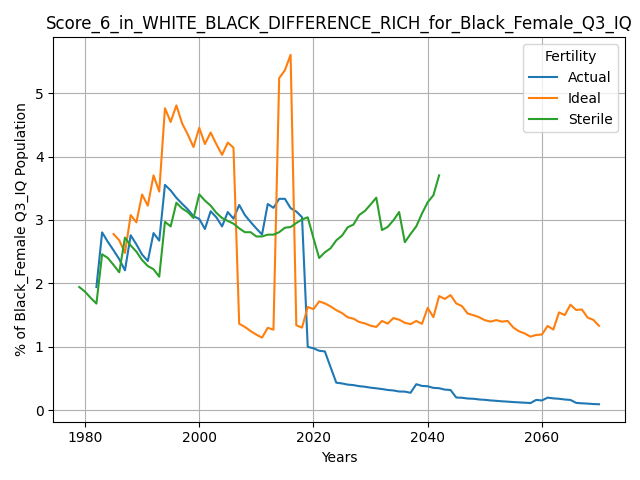 Score_6_in_WHITE_BLACK_DIFFERENCE_RICH_for_Black_Female_Q3_IQ
Fertility
Actual
Ideal
Sterile
% of Black_Female Q3_IQ Population
5
4
3
2
1
0
1980 2000 2020 2040 2060
Years